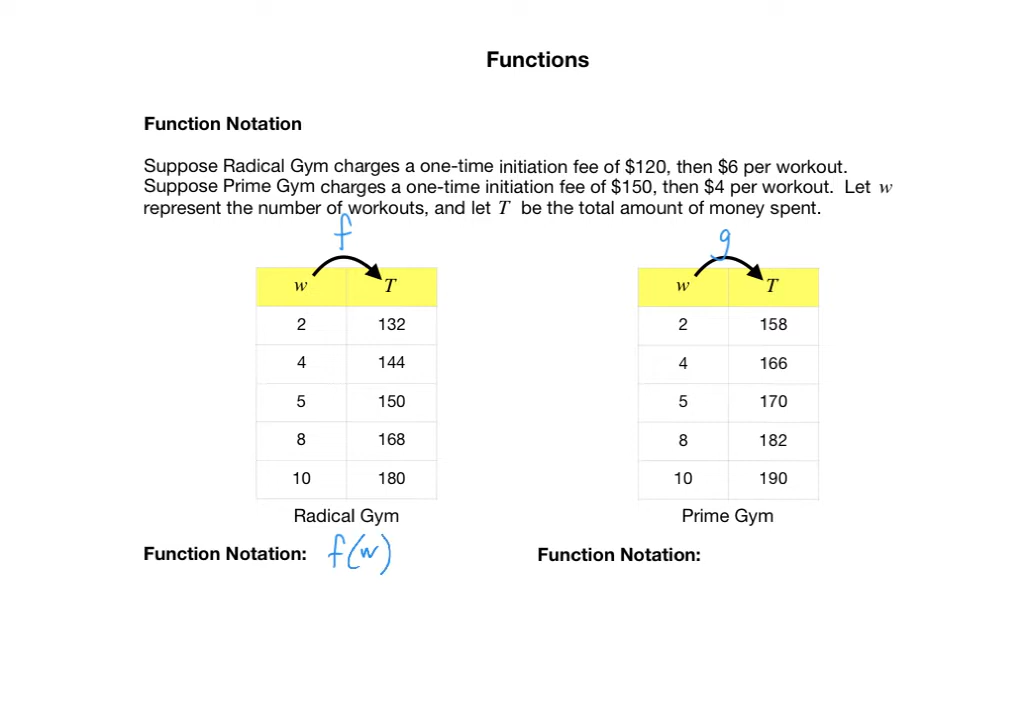 Functions
Function Notation
Suppose Radical Gym charges a one-time initiation fee of $120, then $6 per workout.
Suppose Prime Gym charges a one-time initiation fee of $150, then $4 per workout. Let w
represent the number of workouts, and let T be the total amount of money spent.
f
w T
2 132
4 144
5 150
8 168
10 180
Radical Gym
Function Notation: f(w)
g
w T
2 158
4 166
5 170
8 182
10 190
Prime Gym
Function Notation: